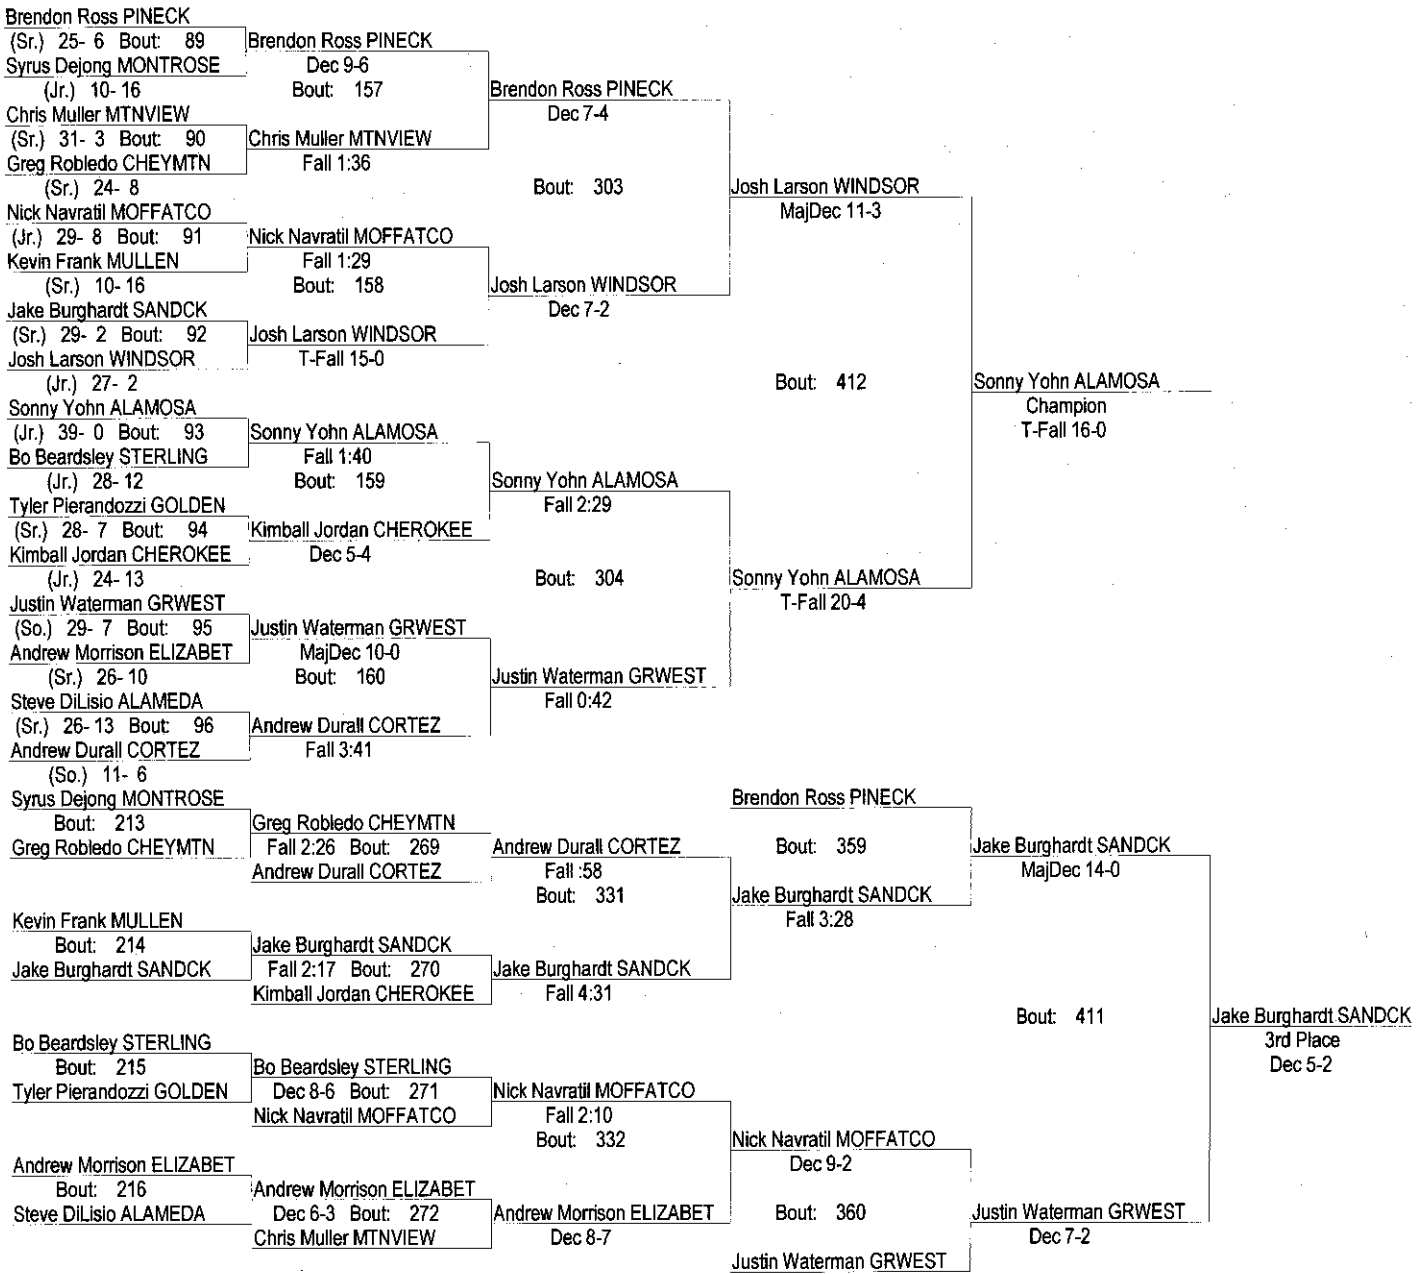 Brendon Ross PINECK
(Sr.) 25- 6 Bout: 89
Syrus Dejong MONTROSE
(Jr.) 10- 16
Chris Muller MTNVIEW
(Sr.) 31- 3 Bout: 90
Greg Robledo CHEYMTN
(Sr.) 24- 8
Nick Navratil MOFFATCO
(Jr.) 29- 8 Bout: 91
Kevin Frank MULLEN
(Sr.) 10- 16
Jake Burghardt SANDCK
(Sr.) 29- 2 Bout: 92
Josh Larson WINDSOR
(Jr.) 27- 2
Sonny Yohn ALAMOSA
(Jr.) 39- 0 Bout: 93
Bo Beardsley STERLING
(Jr.) 28- 12
Tyler Pierandozzi GOLDEN
(Sr.) 28- 7 Bout: 94
Kimball Jordan CHEROKEE
(Jr.) 24- 13
Justin Waterman GRWEST
(So.) 29- 7 Bout: 95
Andrew Morrison ELIZABET
(Sr.) 26- 10
Steve DiLisio ALAMEDA
(Sr.) 26- 13 Bout: 96
Andrew Durall CORTEZ
(So.) 11- 6
Brendon Ross PINECK
Dec 9-6
Bout: 157
Chris Muller MTNVIEW
Fall 1:36
Nick Navratil MOFFATCO
Fall 1:29
Bout: 158
Josh Larson WINDSOR
T-Fall 15-0
Sonny Yohn ALAMOSA
Fall 1:40
Bout: 159
Kimball Jordan CHEROKEE
Dec 5-4
Justin Waterman GRWEST
MajDec 10-0
Bout: 160
Andrew Durall CORTEZ
Fall 3:41
Brendon Ross PINECK
Dec 7-4
Bout: 303
Josh Larson WINDSOR
Dec 7-2
Sonny Yohn ALAMOSA
Fall 2:29
Bout: 304
Justin Waterman GRWEST
Fall 0:42
Josh Larson WINDSOR
MajDec 11-3
Bout: 412
Sonny Yohn ALAMOSA
T-Fall 20-4
Sonny Yohn ALAMOSA
Champion
T-Fall 16-0
Syrus Dejong MONTROSE
Bout: 213
Greg Robledo CHEYMTN
Kevin Frank MULLEN
Bout: 214
Jake Burghardt SANDCK
Bo Beardsley STERLING
Bout: 215
Tyler Pierandozzi GOLDEN
Andrew Morrison ELIZABET
Bout: 216
Steve DiLisio ALAMEDA
Greg Robledo CHEYMTN
Fall 2:26 Bout: 269
Andrew Durall CORTEZ
Jake Burghardt SANDCK
Fall 2:17 Bout: 270
Kimball Jordan CHEROKEE
Bo Beardsley STERLING
Dec 8-6 Bout: 271
Nick Navratil MOFFATCO
Andrew Morrison ELIZABET
Dec 6-3 Bout: 272
Chris Muller MTNVIEW
Andrew Durall CORTEZ
Fall :58
Bout: 331
Jake Burghardt SANDCK
Fall 4:31
Nick Navratil MOFFATCO
Fall 2:10
Bout: 332
Andrew Morrison ELIZABET
Dec 8-7
Brendon Ross PINECK
Bout: 359
Jake Burghardt SANDCK
Fall 3:28
Nick Navratil MOFFATCO
Dec 9-2
Bout: 360
Justin Waterman GRWEST
Jake Burghardt SANDCK
MajDec 14-0
Bout: 411
Justin Waterman GRWEST
Dec 7-2
Jake Burghardt SANDCK
3rd Place
Dec 5-2